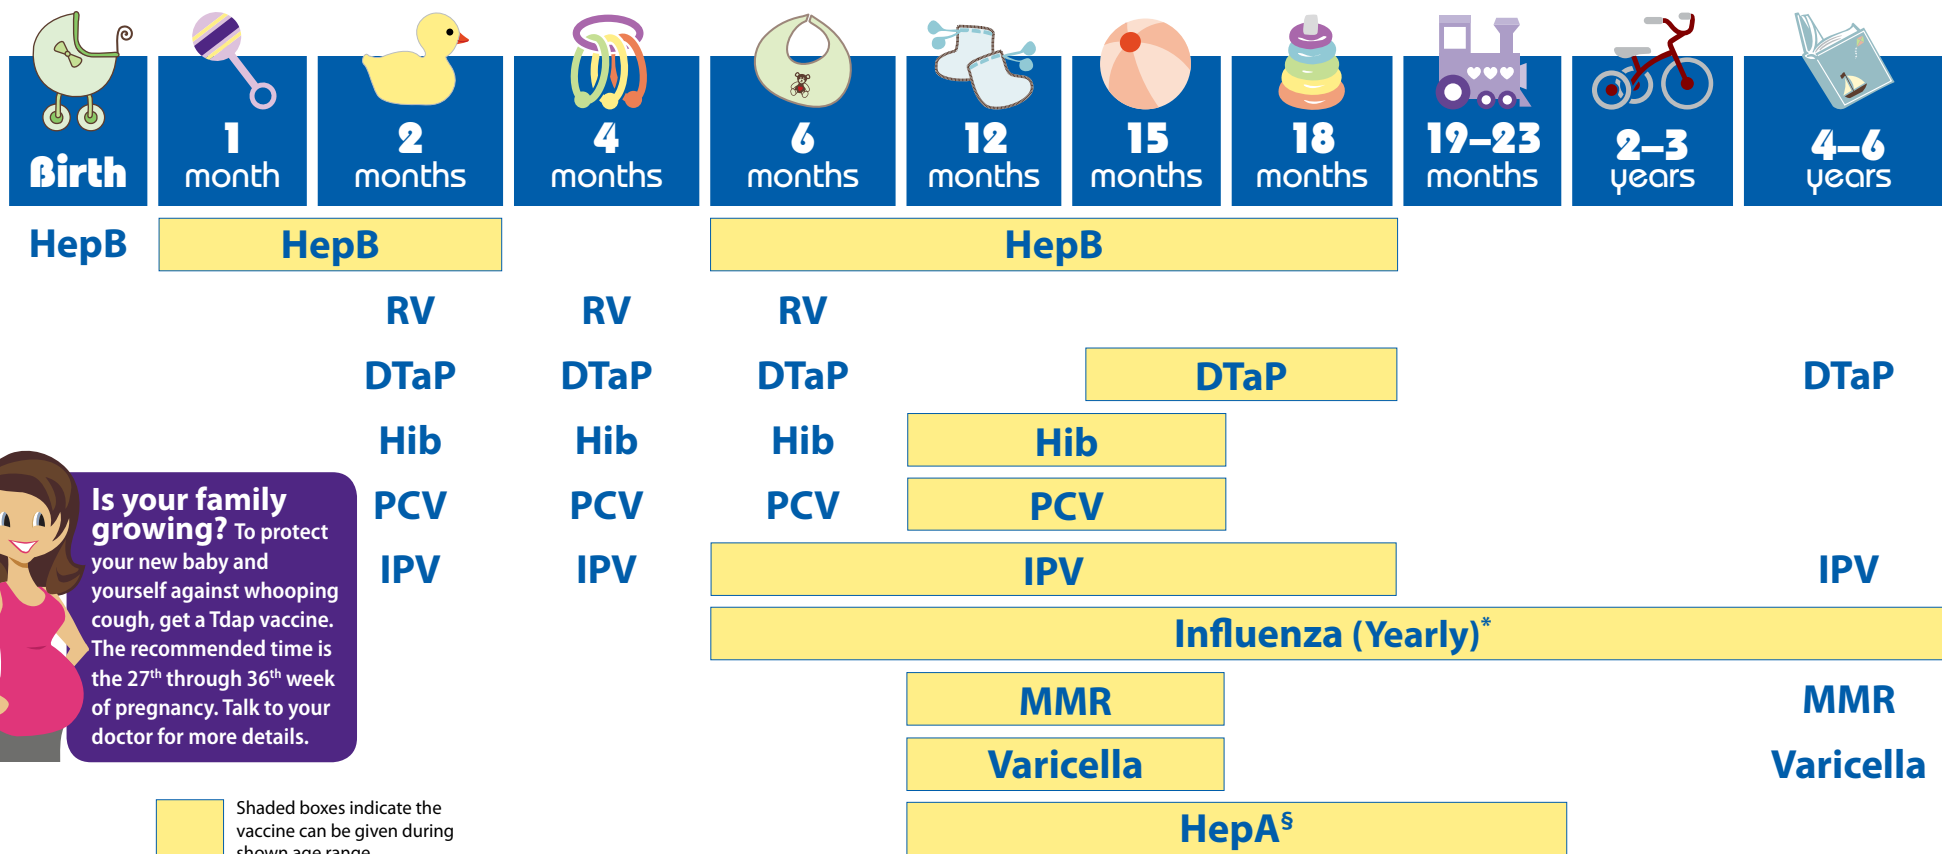 Birth
1
month
2
months
4
months
6
months
12
months
15
months
18
months
19–23
months
2–3
years
4–6
years
HepB HepB HepB
RV RV RV
DTaP DTaP DTaP DTaP DTaP
Hib Hib Hib Hib
PCV PCV PCV PCV
IPV IPV IPV IPV
Influenza (Yearly)*
MMR MMR
Varicella Varicella
HepA§
Is your family
growing? To protect
your new baby and
yourself against whooping
cough, get a Tdap vaccine.
The recommended time is
the 27th through 36th week
of pregnancy. Talk to your
doctor for more details.
Shaded boxes indicate the
vaccine can be given during
shown age range.